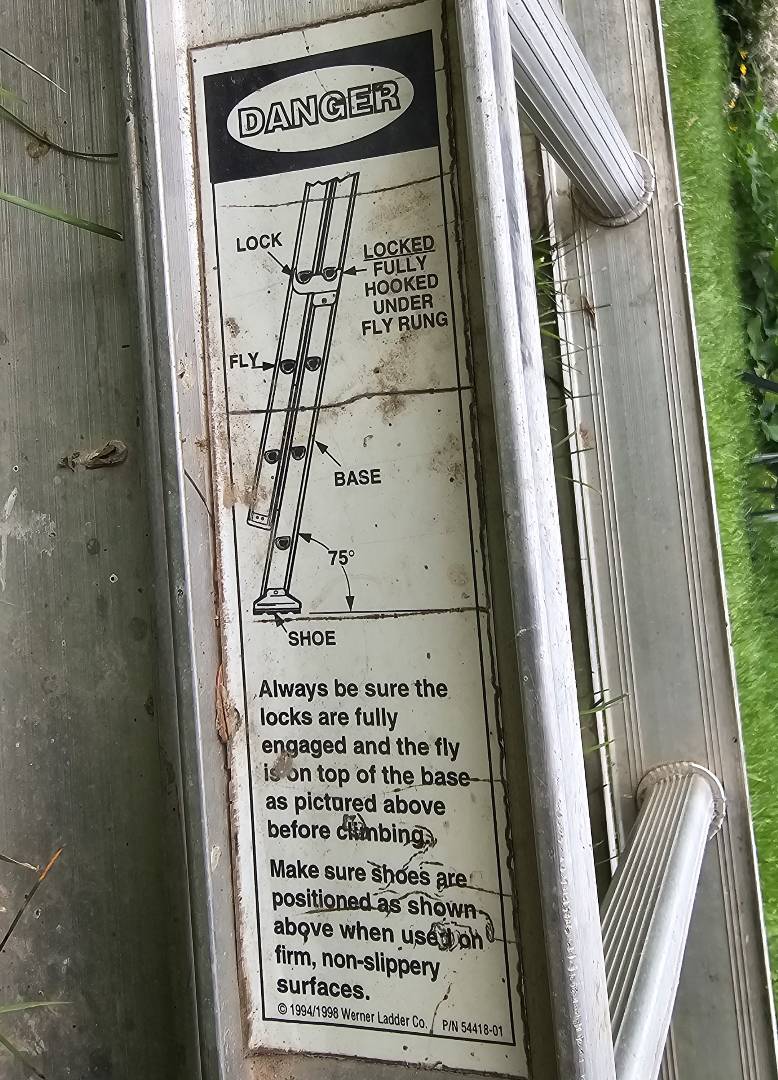 DANGER
LOCK
LOCKED
FULLY
HOOKED
UNDER
FLY RUNG
FLY
BASE
75°
SHOE
Always be sure the
locks are fully
engaged and the fly
is on top of the base
as pictured above
before climbing.
Make sure shoes are
positioned as shown
above when used on
firm, non-slippery
surfaces.
© 1994/1998 Werner Ladder Co. P/N 54418-01